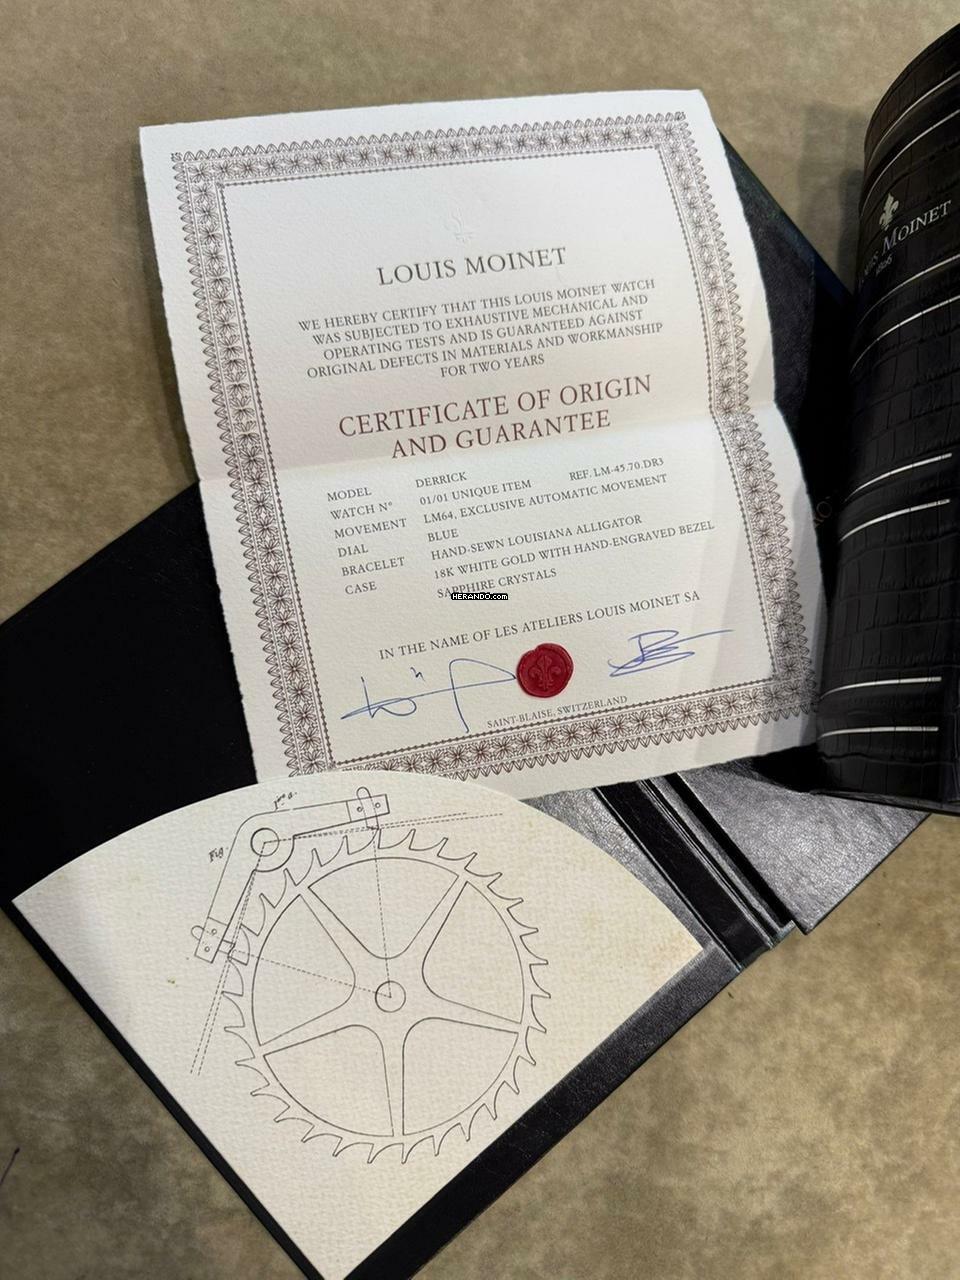 LOUIS MOINET
WE HEREBY CERTIFY THAT THIS LOUIS MOINET WATCH
WAS SUBJECTED TO EXHAUSTIVE MECHANICAL AND
OPERATING TESTS AND IS GUARANTEED AGAINST
ORIGINAL DEFECTS IN MATERIALS AND WORKMANSHIP
FOR TWO YEARS
CERTIFICATE OF ORIGIN
AND GUARANTEE
MODEL DERRICK
WATCH N° 01/01 UNIQUE ITEM REF. LM-45.70.DR3
MOVEMENT LM64, EXCLUSIVE AUTOMATIC MOVEMENT
DIAL BLUE
BRACELET HAND-SEWN LOUISIANA ALLIGATOR
CASE 18K WHITE GOLD WITH HAND-ENGRAVED BEZEL
SAPPHIRE CRYSTALS
HERANDO.com
IN THE NAME OF LES ATELIERS LOUIS MOINET SA
SAINT-BLAISE, SWITZERLAND
MOINET
1806
Fig.